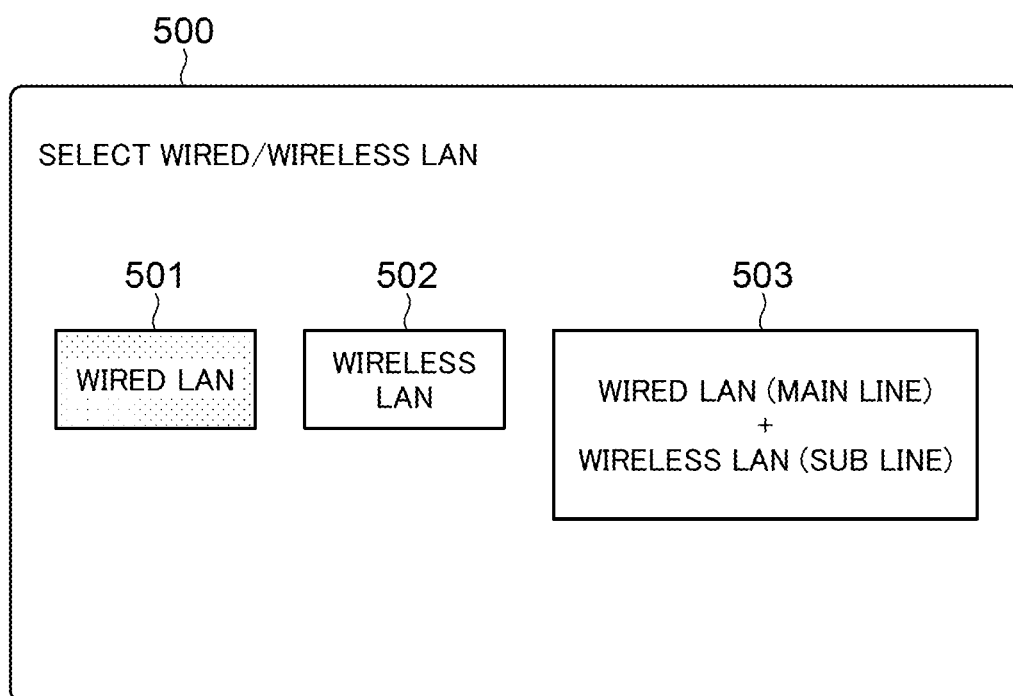 500
SELECT WIRED/WIRELESS LAN
501
502
503
WIRED LAN
WIRELESS
LAN
WIRED LAN (MAIN LINE)
+
WIRELESS LAN (SUB LINE)